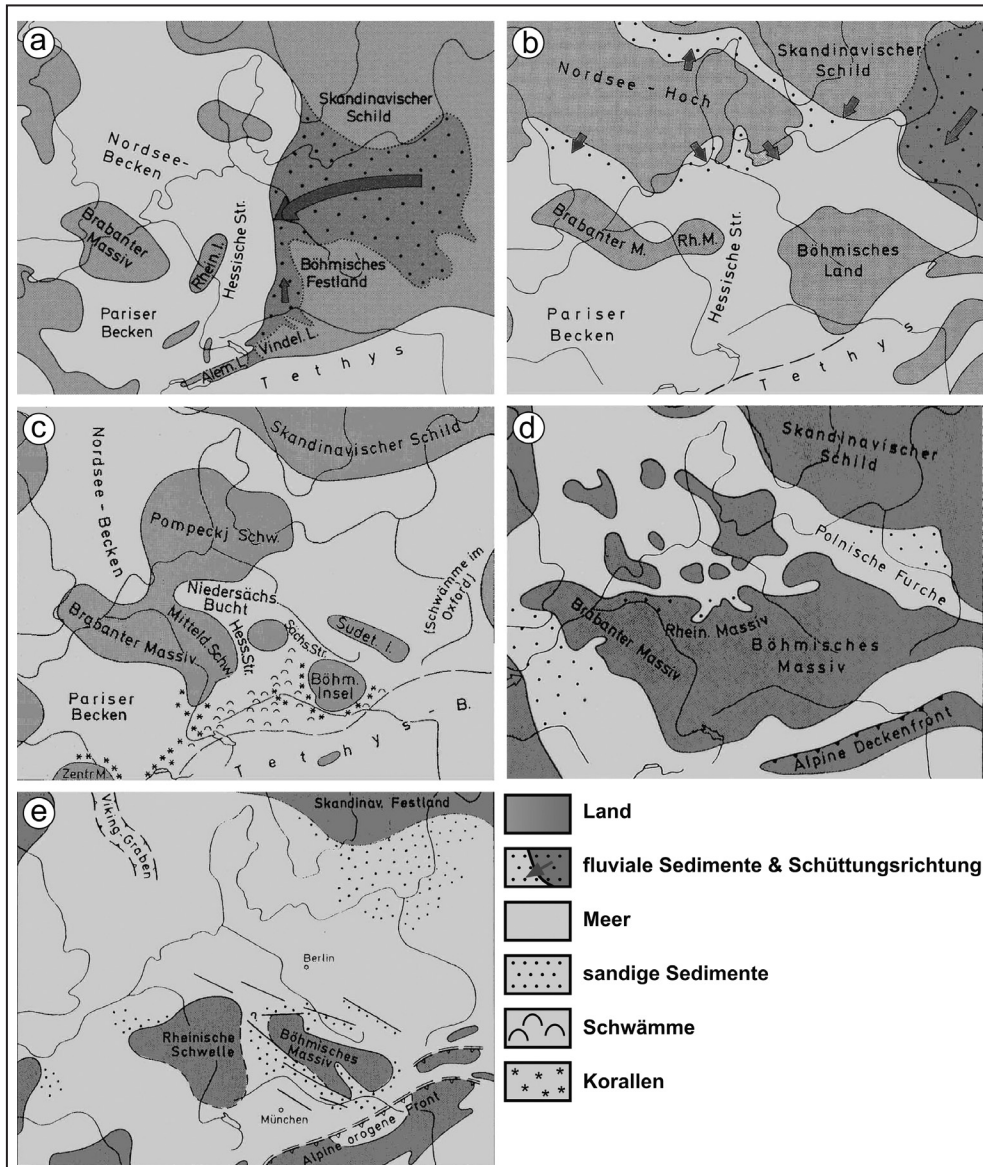 a
Skandinavischer
Schild
Nordsee-
Becken
Brabanter
Massiv
Rhein. I.
Hessische Str.
Böhmisches
Festland
Pariser
Becken
Alem. L.
Vindel. L.
Tethys
b
Skandinavischer
Schild
Nordsee - Hoch
Brabanter M.
Rh.M.
Hessische Str.
Böhmisches
Land
Pariser
Becken
Tethys
c
Nordsee - Becken
Skandinavischer Schild
Pompeckj Schw.
Niedersächs.
Bucht
Brabanter Massiv
Mitteld. Schw.
Hess. Str.
Sächs. Str.
Sudet. I.
(Schwämme im
Oxford)
Böhm.
Insel
Pariser
Becken
Zentr M.
Tethys - B.
d
Skandinavischer
Schild
Polnische Furche
Brabanter Massiv
Rhein. Massiv
Böhmisches
Massiv
Alpine Deckenfront
e
Viking-Graben
Skandinav. Festland
Berlin
?
Rheinische
Schwelle
Böhmisches
Massiv
München
Alpine orogene Front
Land
fluviale Sedimente & Schüttungsrichtung
Meer
sandige Sedimente
Schwämme
Korallen